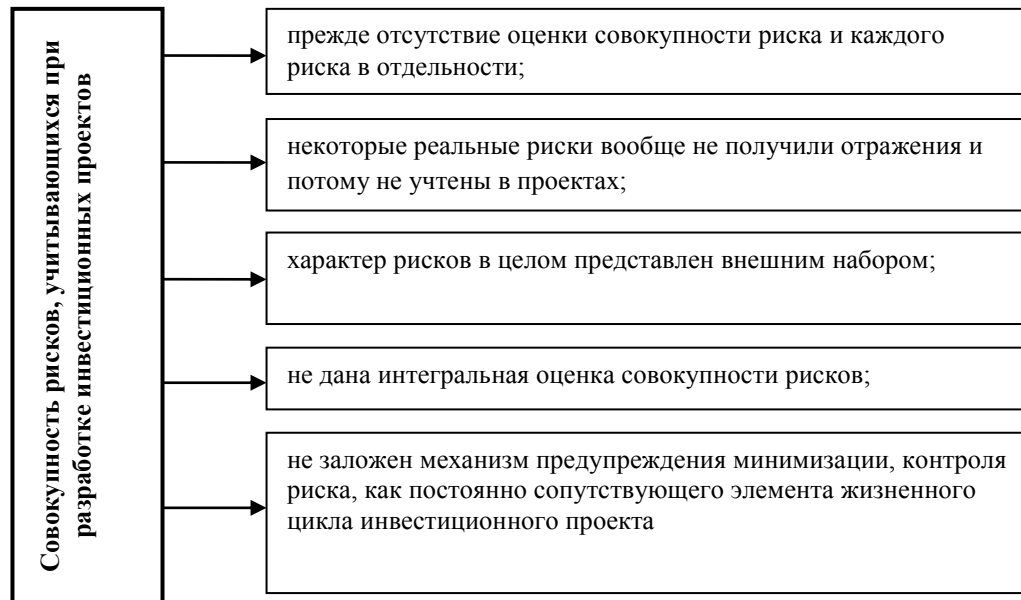 Совокупность рисков, учитывающихся при
разработке инвестиционных проектов
прежде отсутствие оценки совокупности риска и каждого
риска в отдельности;
некоторые реальные риски вообще не получили отражения и
потому не учтены в проектах;
характер рисков в целом представлен внешним набором;
не дана интегральная оценка совокупности рисков;
не заложен механизм предупреждения минимизации, контроля
риска, как постоянно сопутствующего элемента жизненного
цикла инвестиционного проекта